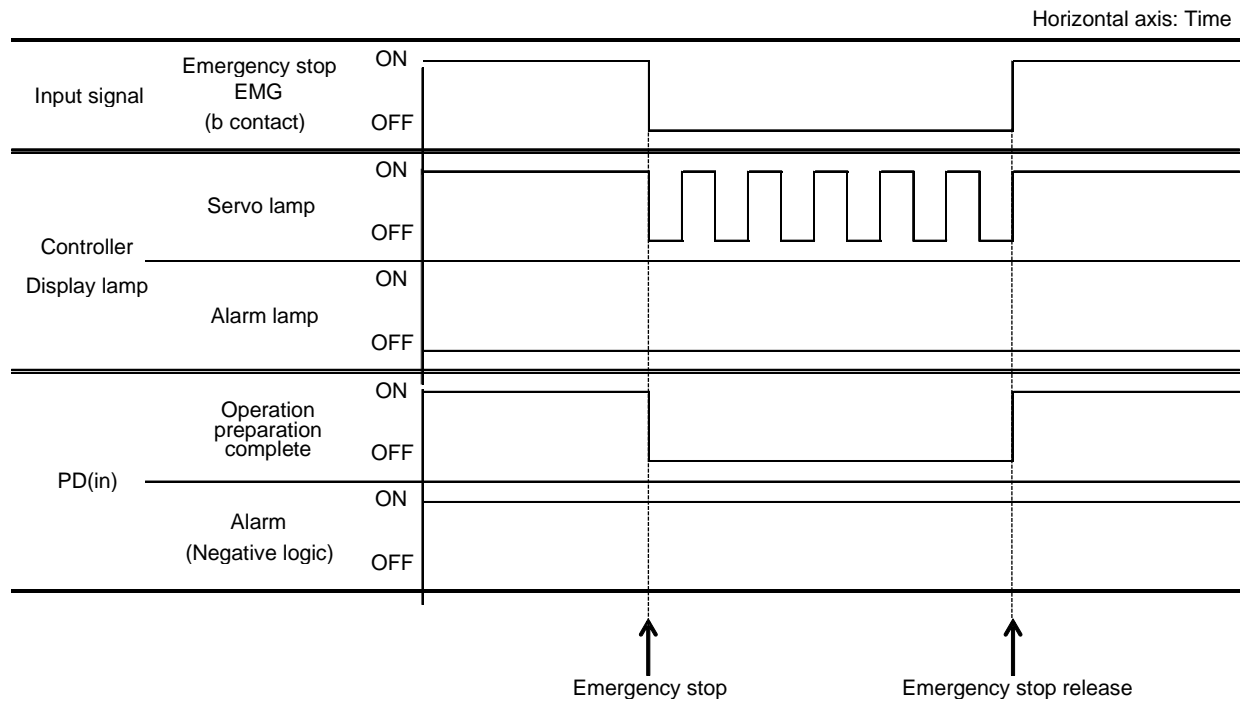 Horizontal axis: Time
Input signal
Emergency stop
EMG
(b contact)
ON
OFF
Controller
Display lamp
Servo lamp
ON
OFF
Alarm lamp
ON
OFF
PD(in)
Operation
preparation
complete
ON
OFF
Alarm
(Negative logic)
ON
OFF
Emergency stop
Emergency stop release